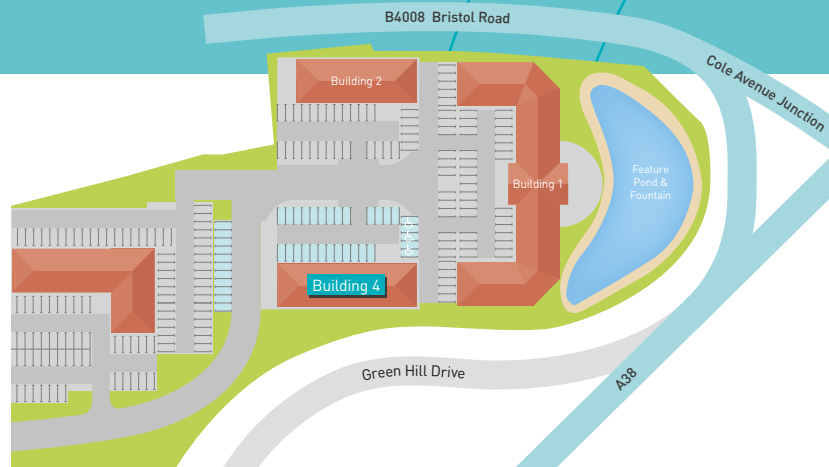 B4008 Bristol Road
Cole Avenue Junction
Building 2
Building 1
Feature
Pond &
Fountain
Building 4
Green Hill Drive
A38